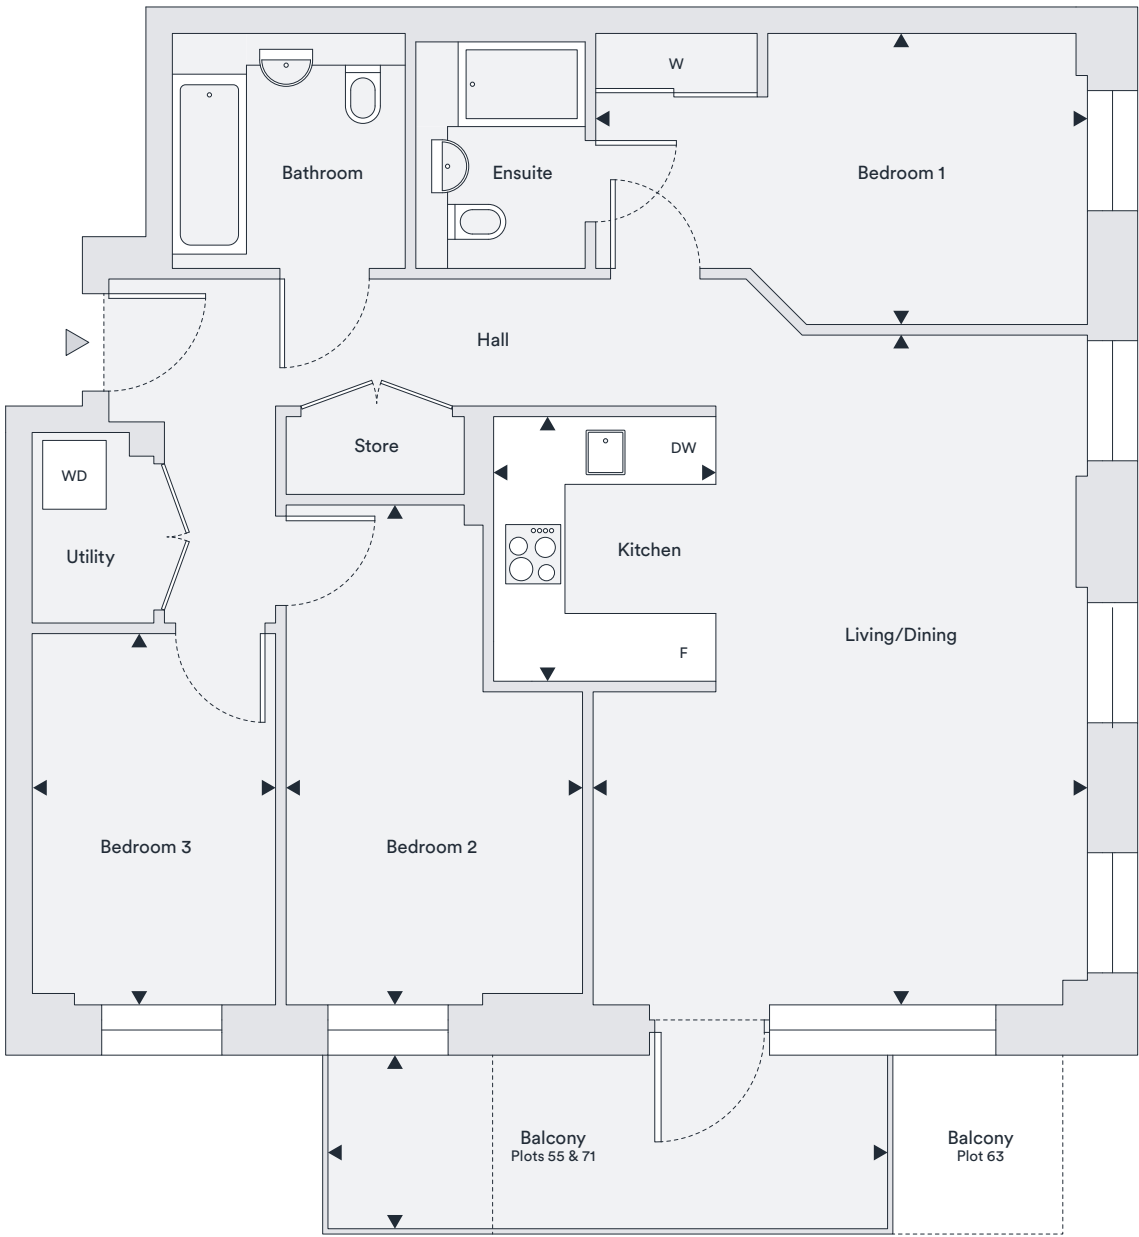 W
Bathroom
Ensuite
Bedroom 1
Hall
Store
DW
WD
Kitchen
Utility
Living/Dining
F
Bedroom 3
Bedroom 2
Balcony
Plots 55 & 71
Balcony
Plot 63